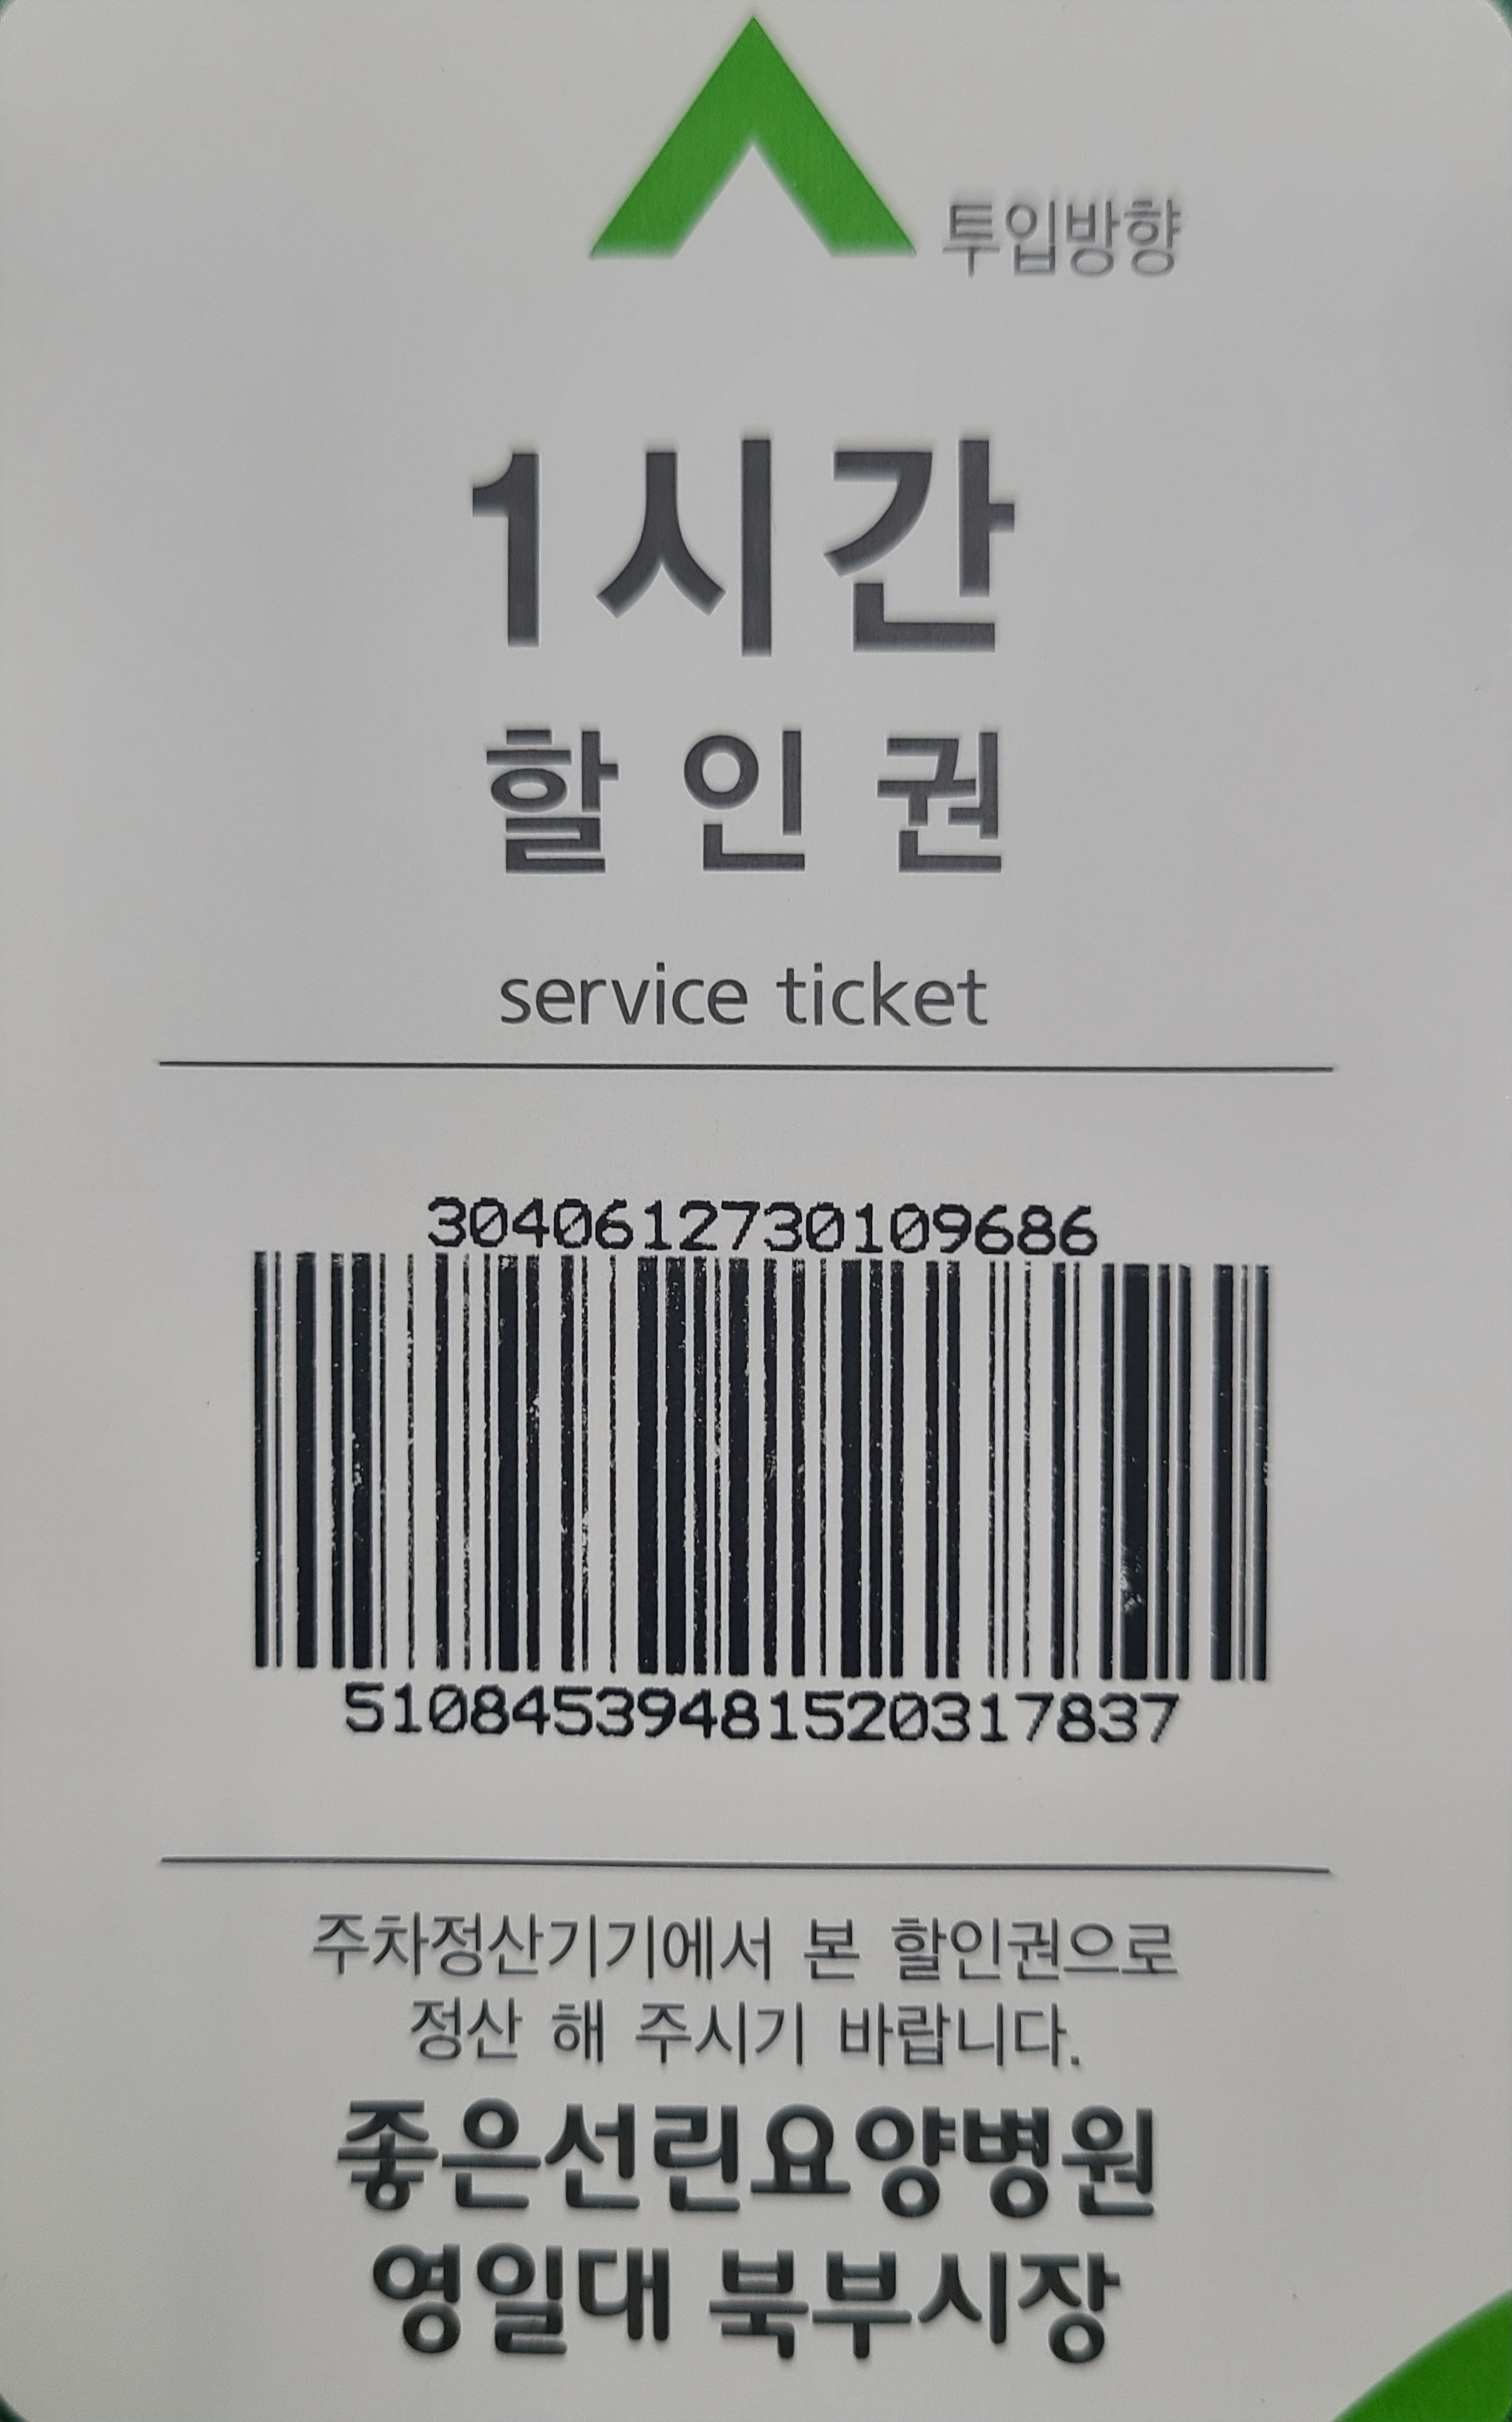 투입방향
1시간
할인권
service ticket
3040612730109686
51084539481520317837
주차정산기기에서 본 할인권으로
정산 해 주시기 바랍니다.
좋은선린요양병원
영일대 북부시장